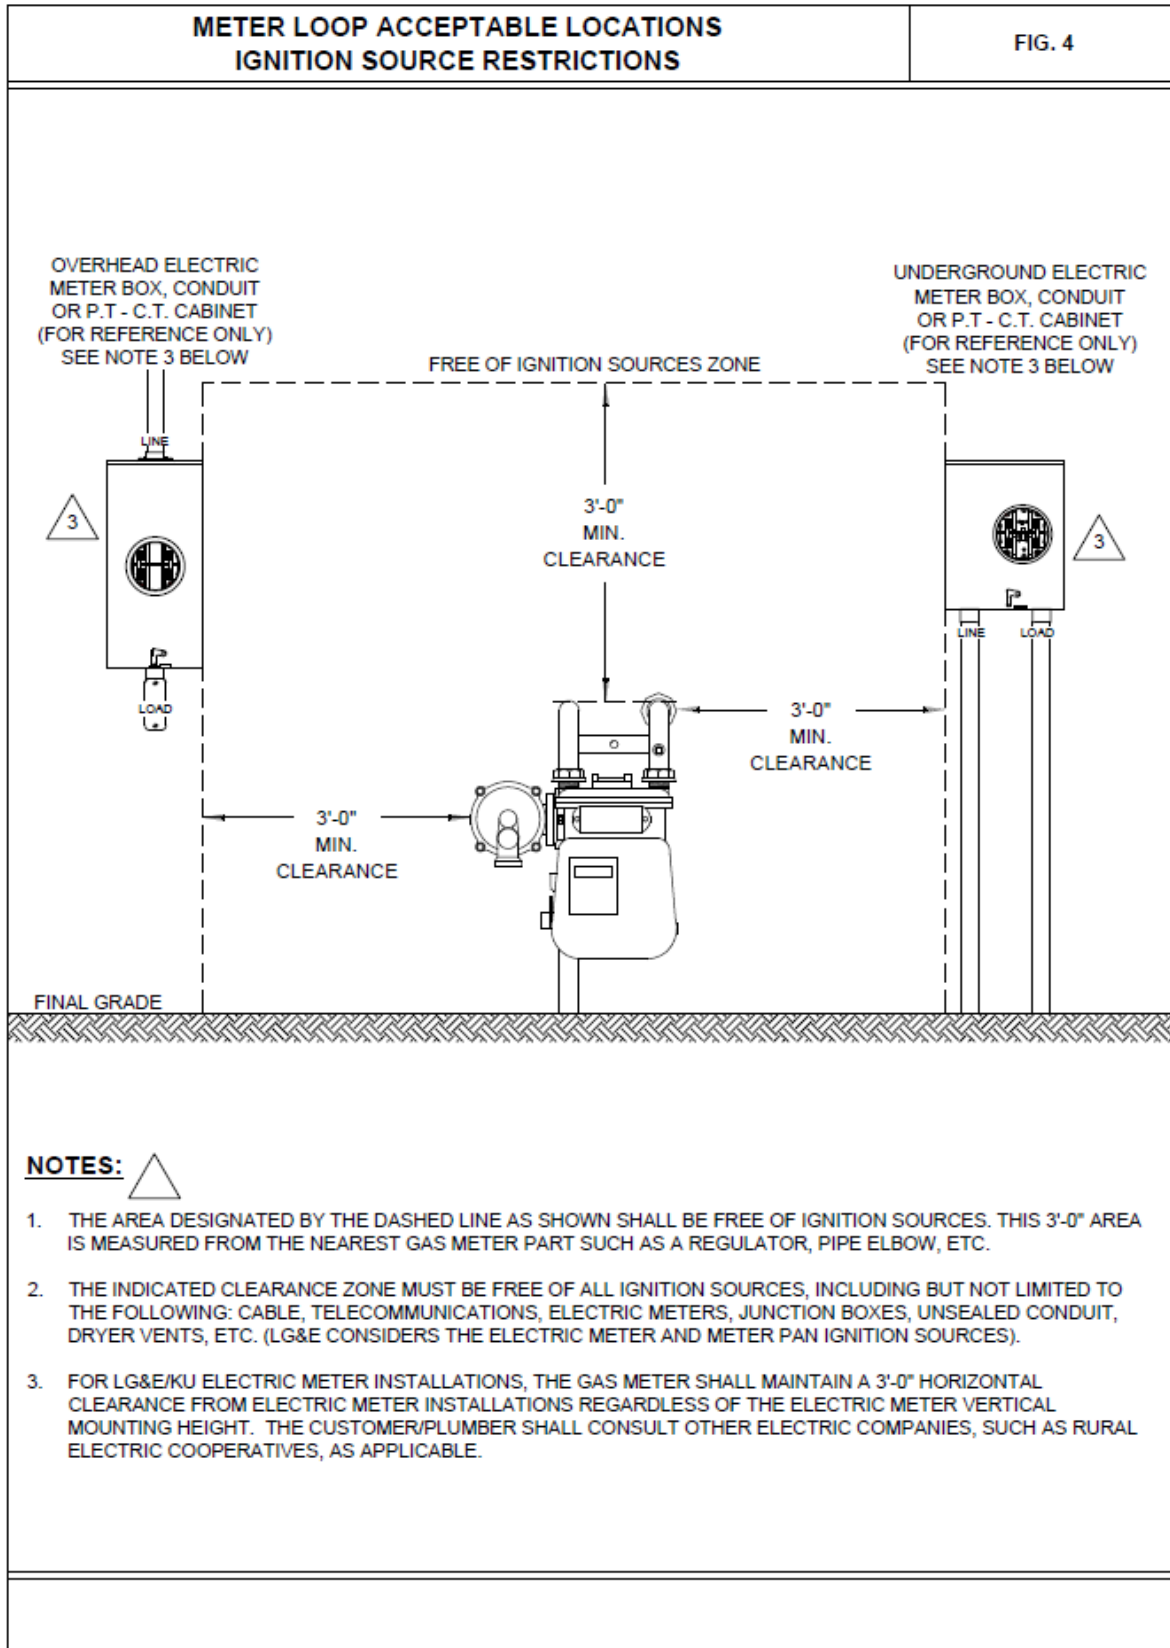 METER LOOP ACCEPTABLE LOCATIONS
IGNITION SOURCE RESTRICTIONS
FIG. 4
OVERHEAD ELECTRIC
METER BOX, CONDUIT
OR P.T - C.T. CABINET
(FOR REFERENCE ONLY)
SEE NOTE 3 BELOW
UNDERGROUND ELECTRIC
METER BOX, CONDUIT
OR P.T - C.T. CABINET
(FOR REFERENCE ONLY)
SEE NOTE 3 BELOW
FREE OF IGNITION SOURCES ZONE
LINE
3
3'-0"
MIN.
CLEARANCE
3
LINE
LOAD
LOAD
3'-0"
MIN.
CLEARANCE
3'-0"
MIN.
CLEARANCE
FINAL GRADE
NOTES:
1. THE AREA DESIGNATED BY THE DASHED LINE AS SHOWN SHALL BE FREE OF IGNITION SOURCES. THIS 3'-0" AREA
IS MEASURED FROM THE NEAREST GAS METER PART SUCH AS A REGULATOR, PIPE ELBOW, ETC.
2. THE INDICATED CLEARANCE ZONE MUST BE FREE OF ALL IGNITION SOURCES, INCLUDING BUT NOT LIMITED TO
THE FOLLOWING: CABLE, TELECOMMUNICATIONS, ELECTRIC METERS, JUNCTION BOXES, UNSEALED CONDUIT,
DRYER VENTS, ETC. (LG&E CONSIDERS THE ELECTRIC METER AND METER PAN IGNITION SOURCES).
3. FOR LG&E/KU ELECTRIC METER INSTALLATIONS, THE GAS METER SHALL MAINTAIN A 3'-0" HORIZONTAL
CLEARANCE FROM ELECTRIC METER INSTALLATIONS REGARDLESS OF THE ELECTRIC METER VERTICAL
MOUNTING HEIGHT. THE CUSTOMER/PLUMBER SHALL CONSULT OTHER ELECTRIC COMPANIES, SUCH AS RURAL
ELECTRIC COOPERATIVES, AS APPLICABLE.